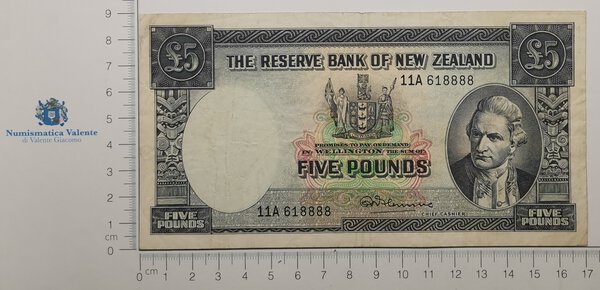 Numismatica Valente
di Valente Giacomo
£5
£5
THE RESERVE BANK OF NEW ZEALAND
11A 618888
PROMISES TO PAY ON DEMAND
IN WELLINGTON THE SUM OF
FIVE POUNDS
11A 618888
CHIEF CASHIER
FIVE
POUNDS
FIVE
POUNDS
9
8
7
6
5
4
3
2
1
cm
0
0 cm 1 2 3 4 5 6 7 8 9 10 11 12 13 14 15 16 17